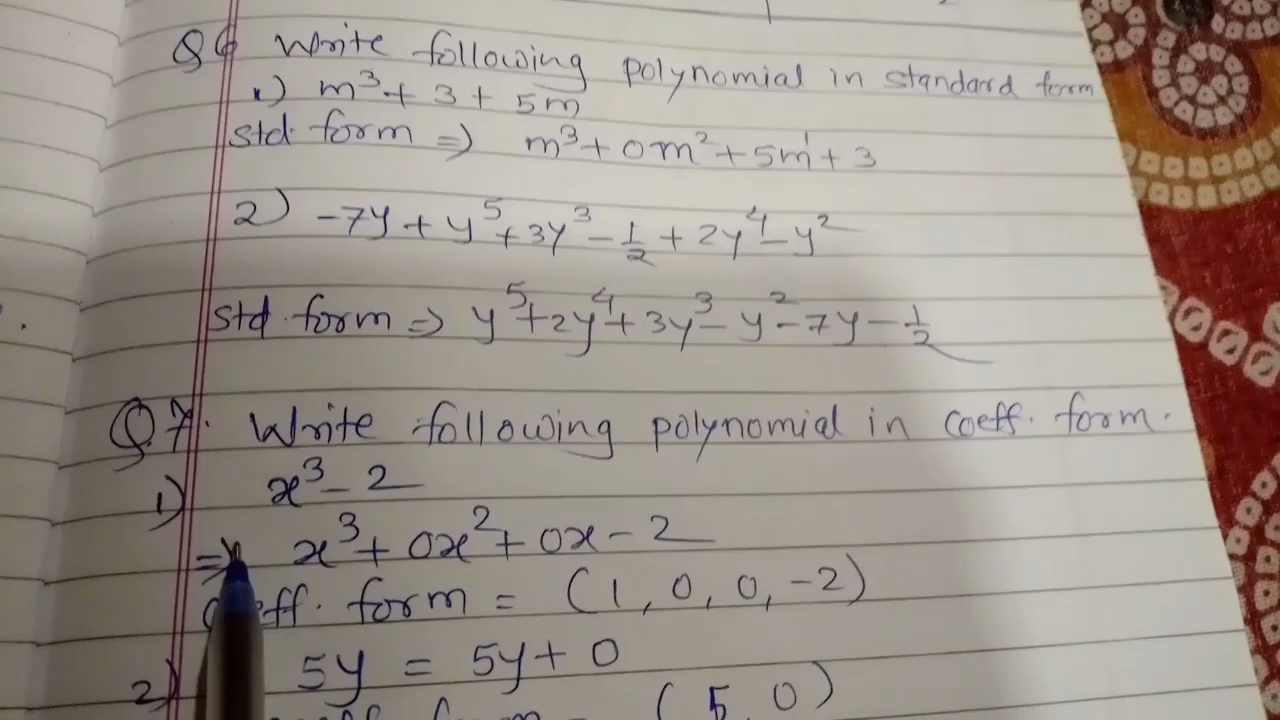 Q6 Write following polynomial in standard form
1) m³ + 3 + 5m
Std. form ⇒ m³ + 0m² + 5m¹ + 3
2) -7y + y⁵ + 3y³ - 1/2 + 2y⁴ - y²
Std. form ⇒ y⁵ + 2y⁴ + 3y³ - y² - 7y - 1/2
Q.7. Write following polynomial in coeff. form.
1) x³ - 2
⇒ x³ + 0x² + 0x - 2
form = (1, 0, 0, -2)
2) 5y = 5y + 0
(5, 0)